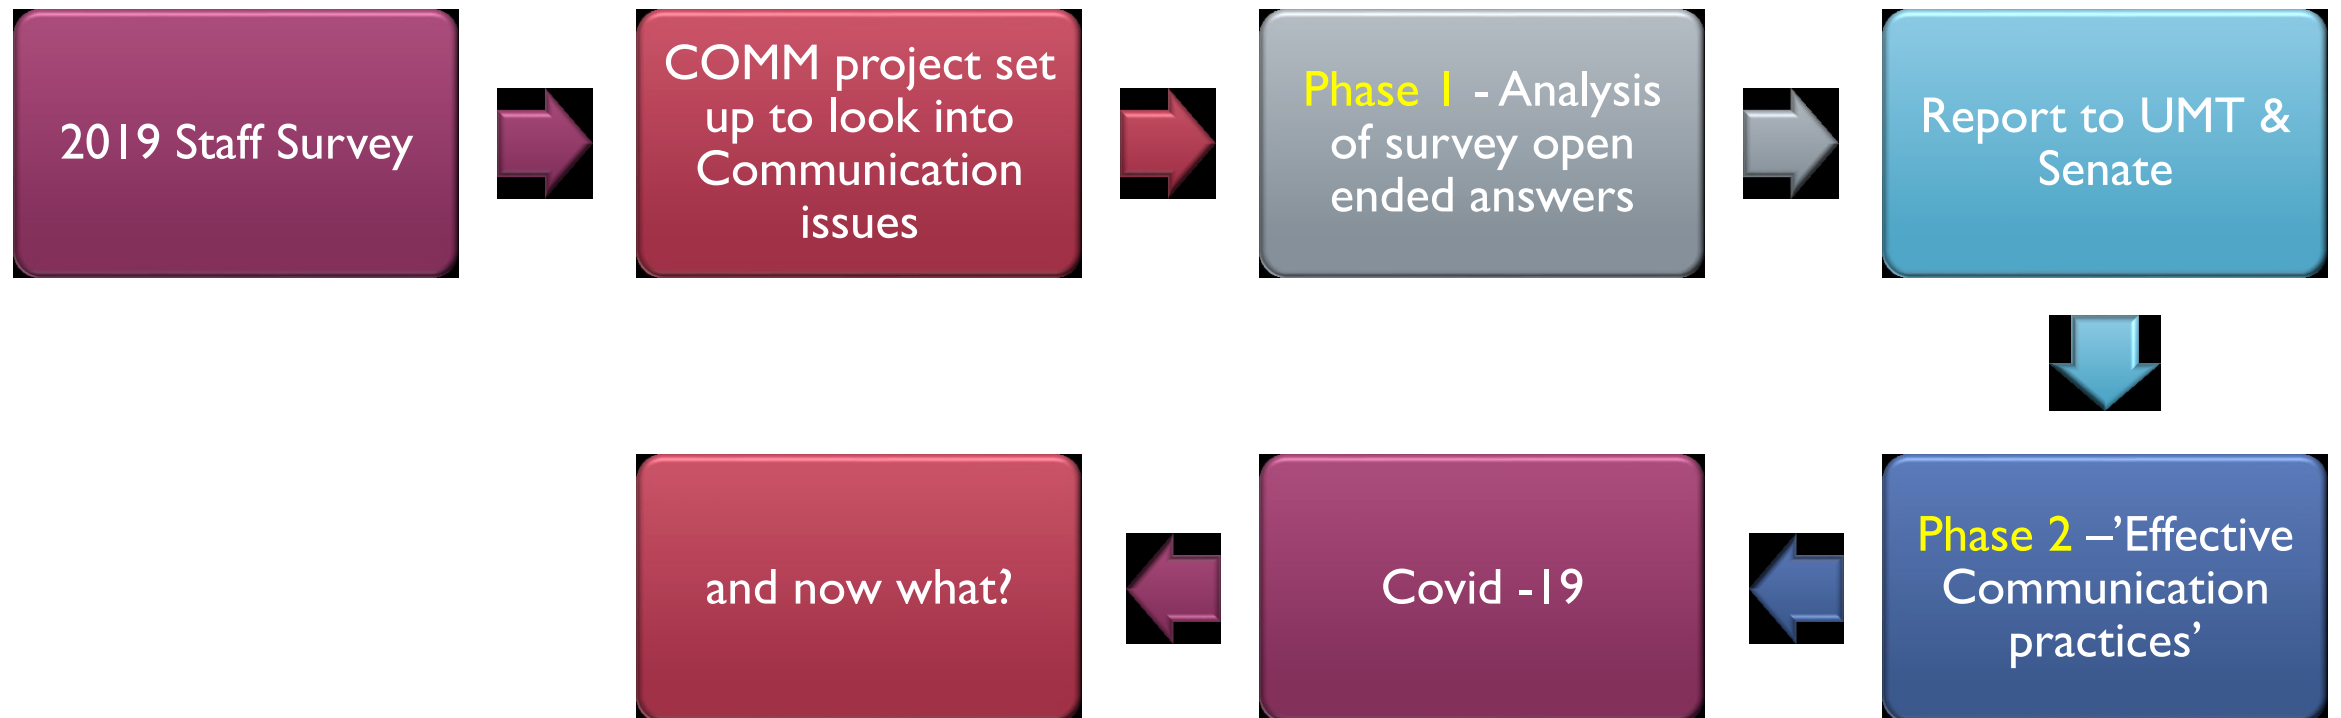 2019 Staff Survey
COMM project set
up to look into
Communication
issues
Phase 1 - Analysis
of survey open
ended answers
Report to UMT &
Senate
Phase 2 –’Effective
Communication
practices’
Covid -19
and now what?